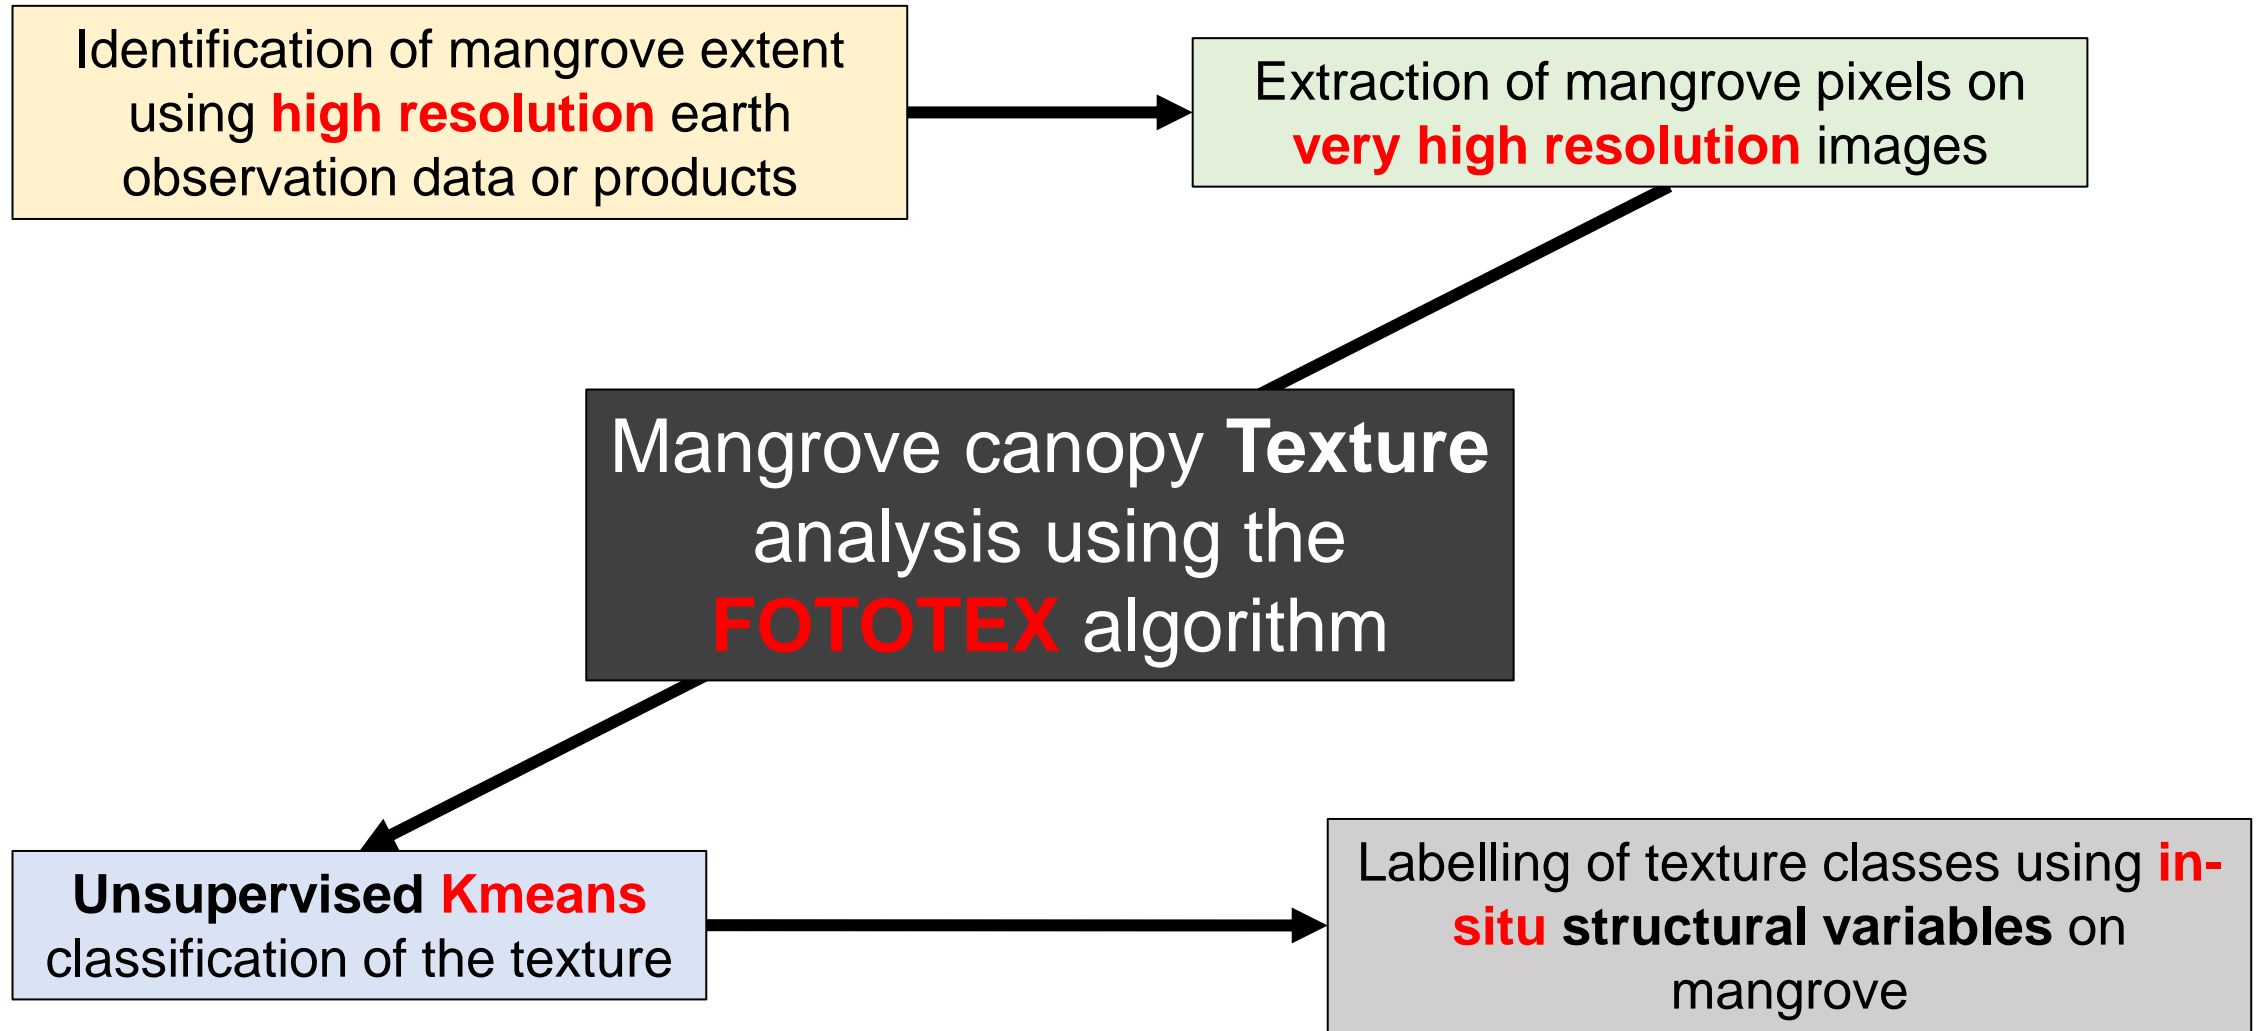 Identification of mangrove extent
using high resolution earth
observation data or products
Extraction of mangrove pixels on
very high resolution images
Mangrove canopy Texture
analysis using the
FOTOTEX algorithm
Unsupervised Kmeans
classification of the texture
Labelling of texture classes using in-
situ structural variables on
mangrove